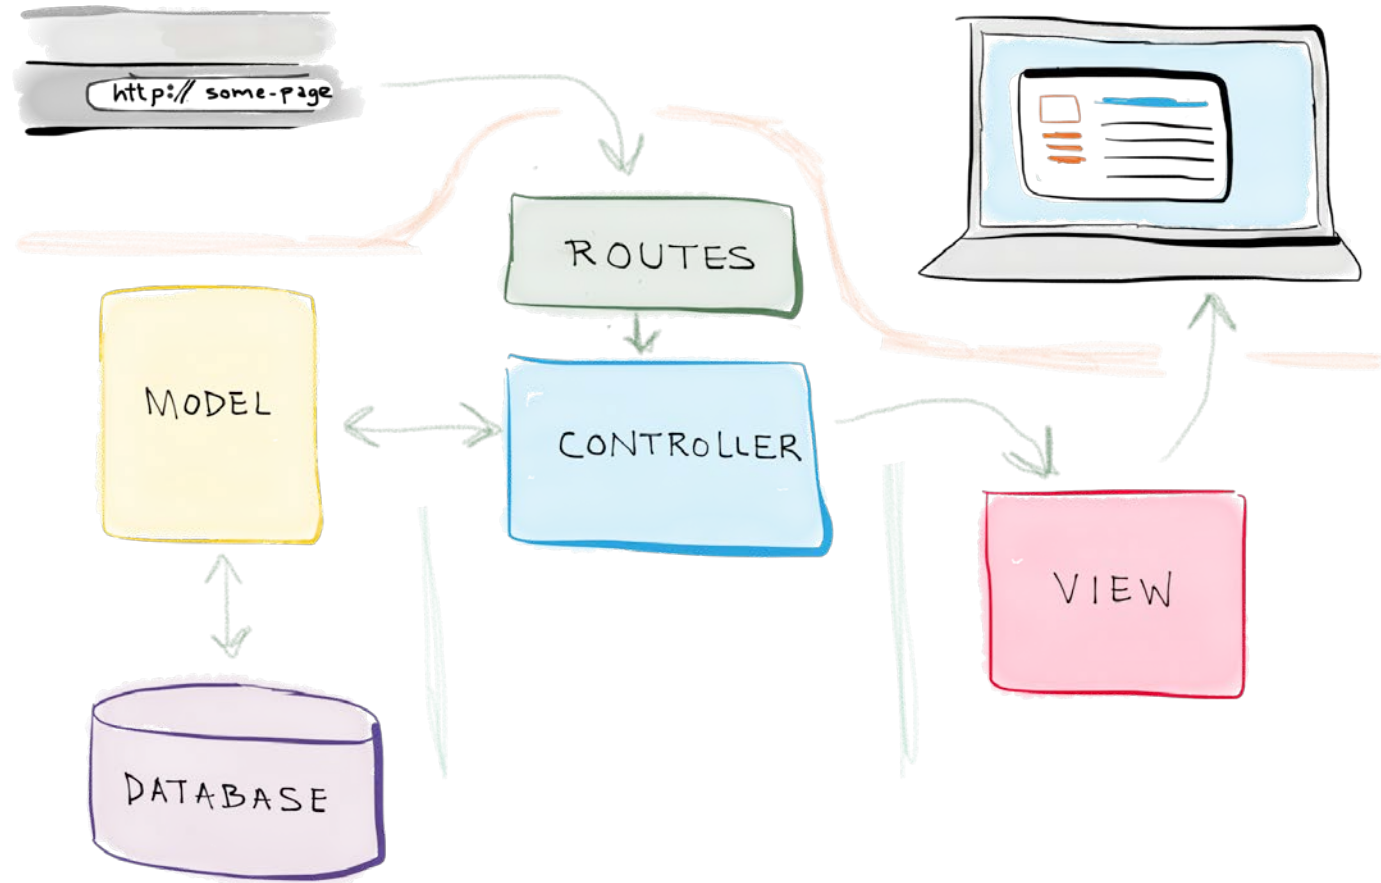 http:// some-page
ROUTES
MODEL
CONTROLLER
VIEW
DATABASE